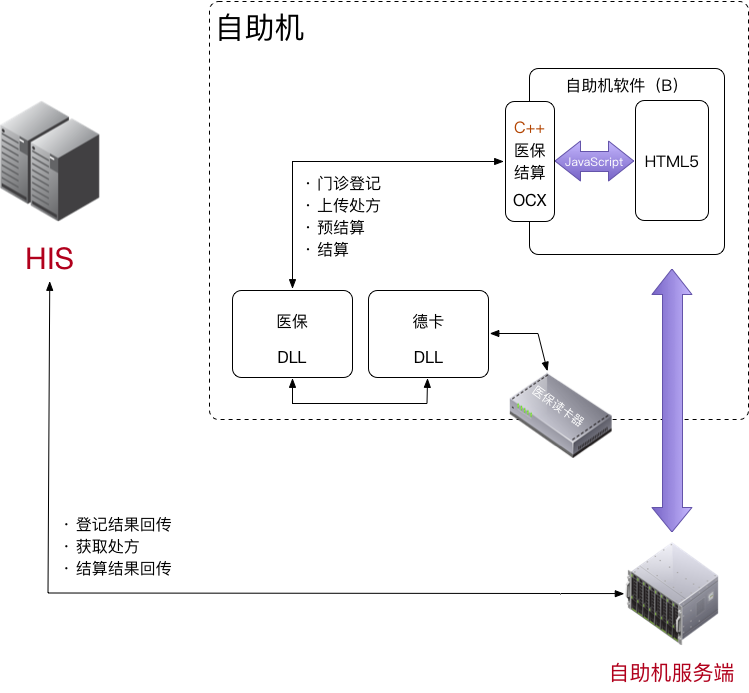 自助机
自助机软件（B）
C++
医保
结算
OCX
JavaScript
HTML5
· 门诊登记
· 上传处方
· 预结算
· 结算
HIS
医保
DLL
德卡
DLL
医保读卡器
· 登记结果回传
· 获取处方
· 结算结果回传
自助机服务端